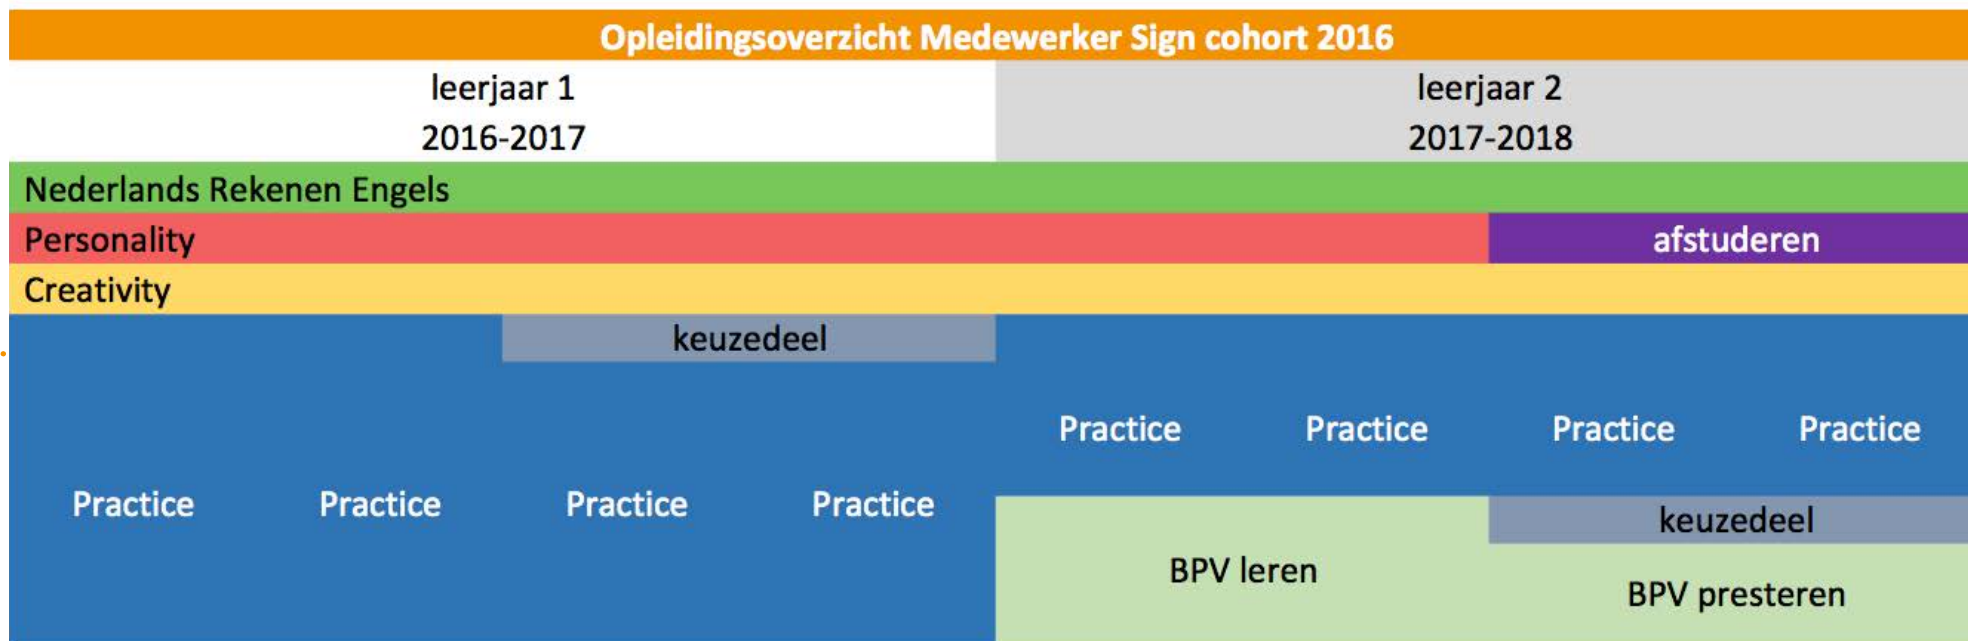 Opleidingsoverzicht Medewerker Sign cohort 2016
leerjaar 1
2016-2017
leerjaar 2
2017-2018
Nederlands Rekenen Engels
Personality
afstuderen
Creativity
keuzedeel
Practice Practice Practice Practice
Practice Practice Practice Practice
keuzedeel
BPV leren
BPV presteren